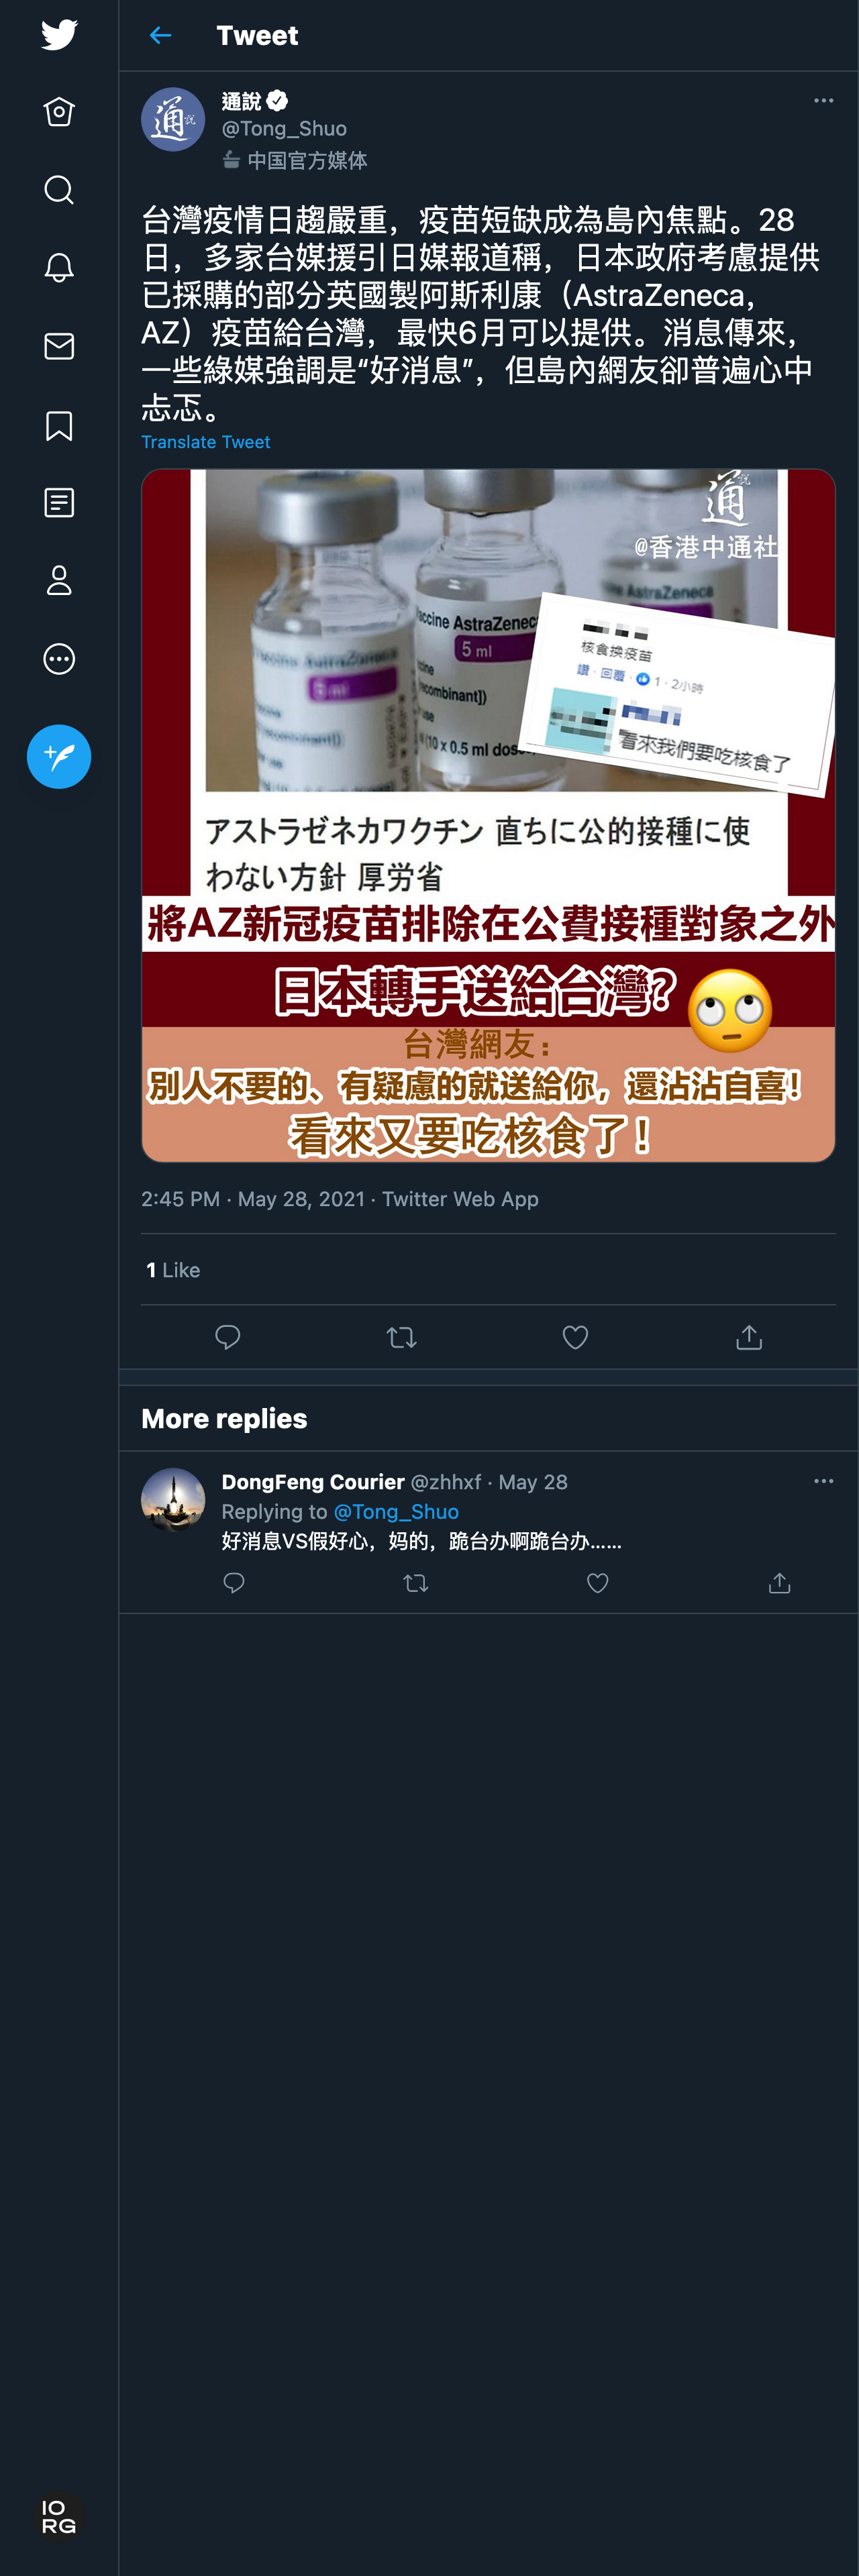 Tweet
通說
@Tong_Shuo
中国官方媒体
台灣疫情日趨嚴重，疫苗短缺成為島內焦點。28
日，多家台媒援引日媒報道稱，日本政府考慮提供
已採購的部分英國製阿斯利康（AstraZeneca，
AZ）疫苗給台灣，最快6月可以提供。消息傳來，
一些綠媒強調是“好消息”，但島內網友卻普遍心中
忐忑。
Translate Tweet
通說
@香港中通社
Vaccine AstraZeneca
5 ml
recombinant])
(10 x 0.5 ml dos
AstraZeneca
5 ml
AstraZeneca
核食換疫苗
讚 · 回覆 · 1 · 2小時
看來我們要吃核食了
アストラゼネカワクチン 直ちに公的接種に使
わない方針 厚労省
將AZ新冠疫苗排除在公費接種對象之外
日本轉手送給台灣？
台灣網友：
別人不要的、有疑慮的就送給你，還沾沾自喜！
看來又要吃核食了！
2:45 PM · May 28, 2021 · Twitter Web App
1 Like
More replies
DongFeng Courier @zhhxf · May 28
Replying to @Tong_Shuo
好消息VS假好心，妈的，跪台办啊跪台办......
IO
RG